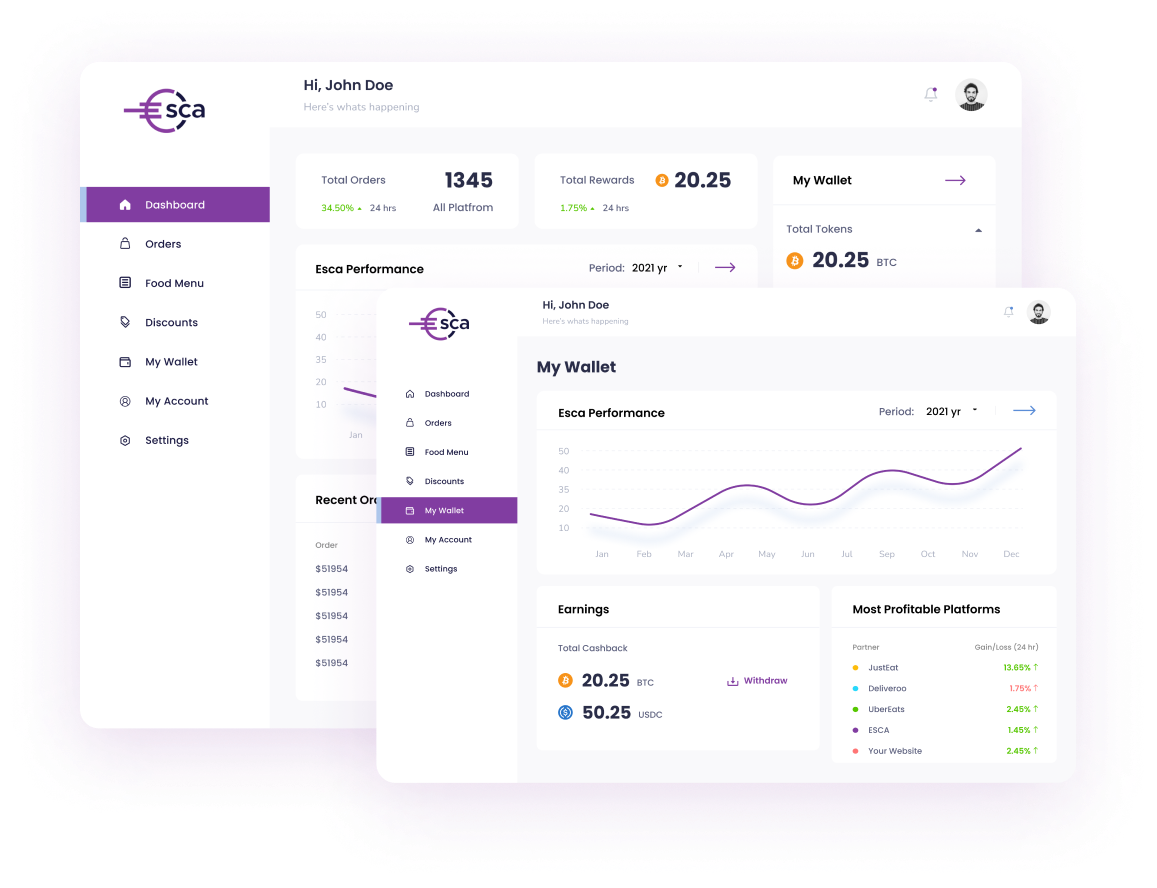 esca
Hi, John Doe
Here's whats happening
Dashboard
Orders
Food Menu
Discounts
My Wallet
My Account
Settings
Total Orders 1345
34.50% 24 hrs All Platfrom
Total Rewards 20.25
1.75% 24 hrs
My Wallet
Total Tokens
20.25 BTC
Esca Performance Period: 2021 yr
50
40
35
20
10
Jan
Recent Or
Order
$51954
$51954
$51954
$51954
$51954
esca
Hi, John Doe
Here's whats happening
Dashboard
Orders
Food Menu
Discounts
My Wallet
My Account
Settings
My Wallet
Esca Performance Period: 2021 yr
50
40
35
20
10
Jan Feb Mar Apr May Jun Jul Sep Oct Nov Dec
Earnings
Total Cashback
20.25 BTC
Withdraw
50.25 USDC
Most Profitable Platforms
Partner Gain/Loss (24 hr)
JustEat 13.65% ↑
Deliveroo 1.75% ↑
UberEats 2.45% ↑
ESCA 1.45% ↑
Your Website 2.45% ↑